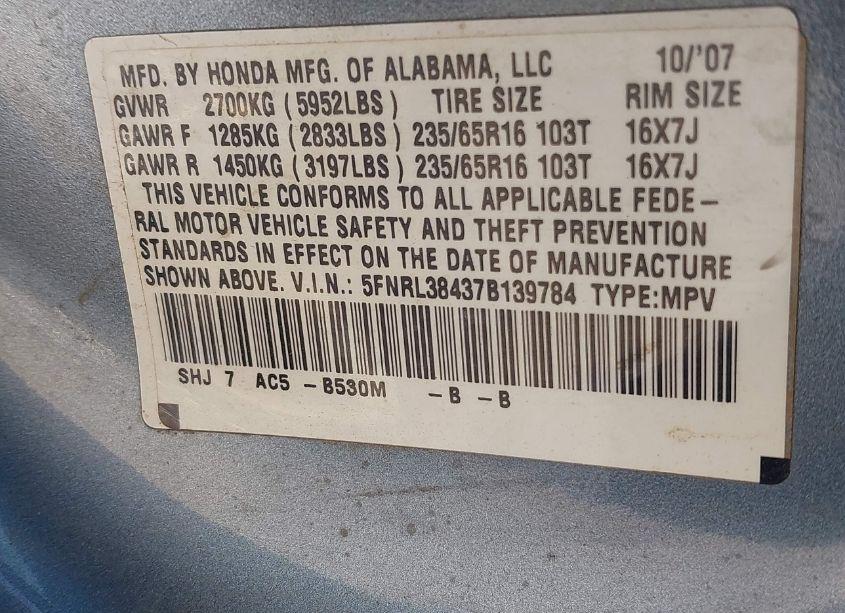 MFD. BY HONDA MFG. OF ALABAMA, LLC 10/'07
GVWR 2700KG (5952LBS) TIRE SIZE RIM SIZE
GAWR F 1285KG (2833LBS) 235/65R16 103T 16X7J
GAWR R 1450KG (3197LBS) 235/65R16 103T 16X7J
THIS VEHICLE CONFORMS TO ALL APPLICABLE FEDE-
RAL MOTOR VEHICLE SAFETY AND THEFT PREVENTION
STANDARDS IN EFFECT ON THE DATE OF MANUFACTURE
SHOWN ABOVE. V.I.N.: 5FNRL38437B139784 TYPE:MPV
SHJ 7 AC5 -B530M -B -B